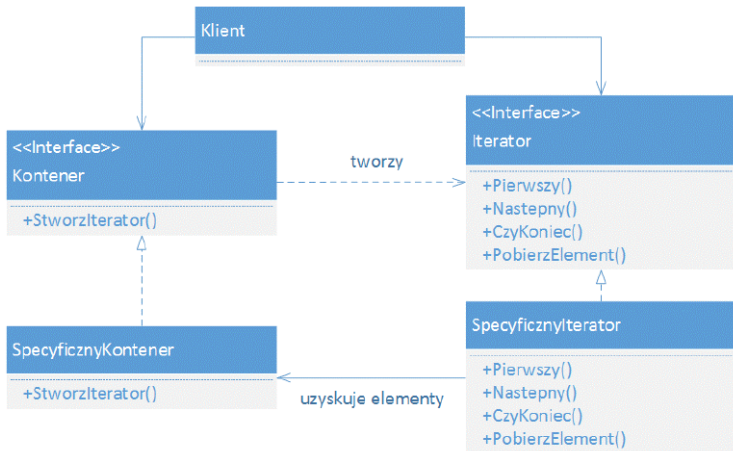 Klient
<<Interface>>
Kontener
+StworzIterator()
tworzy
<<Interface>>
Iterator
+Pierwszy()
+Nastepny()
+CzyKoniec()
+PobierzElement()
SpecyficznyKontener
+StworzIterator()
uzyskuje elementy
SpecyficznyIterator
+Pierwszy()
+Nastepny()
+CzyKoniec()
+PobierzElement()